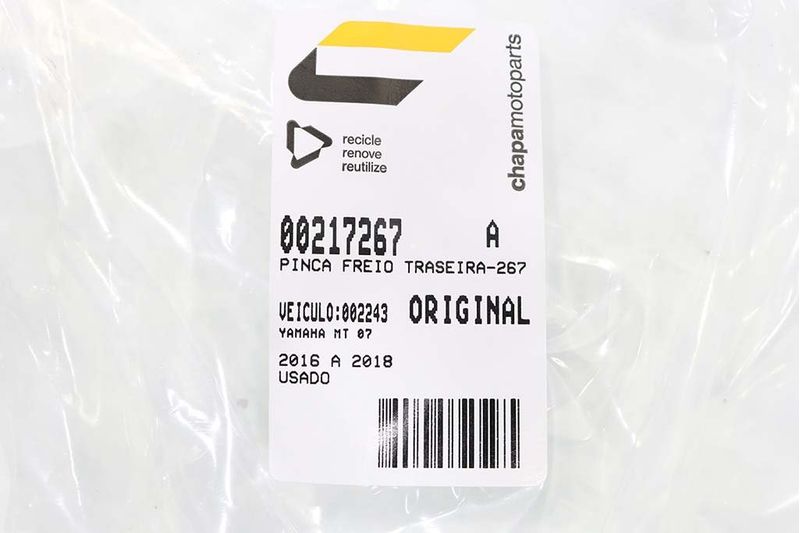 chapamotoparts
recicle
renove
reutilize
00217267 A
PINCA FREIO TRASEIRA-267
VEICULO:002243 ORIGINAL
YAMAHA MT 07
2016 A 2018
USADO